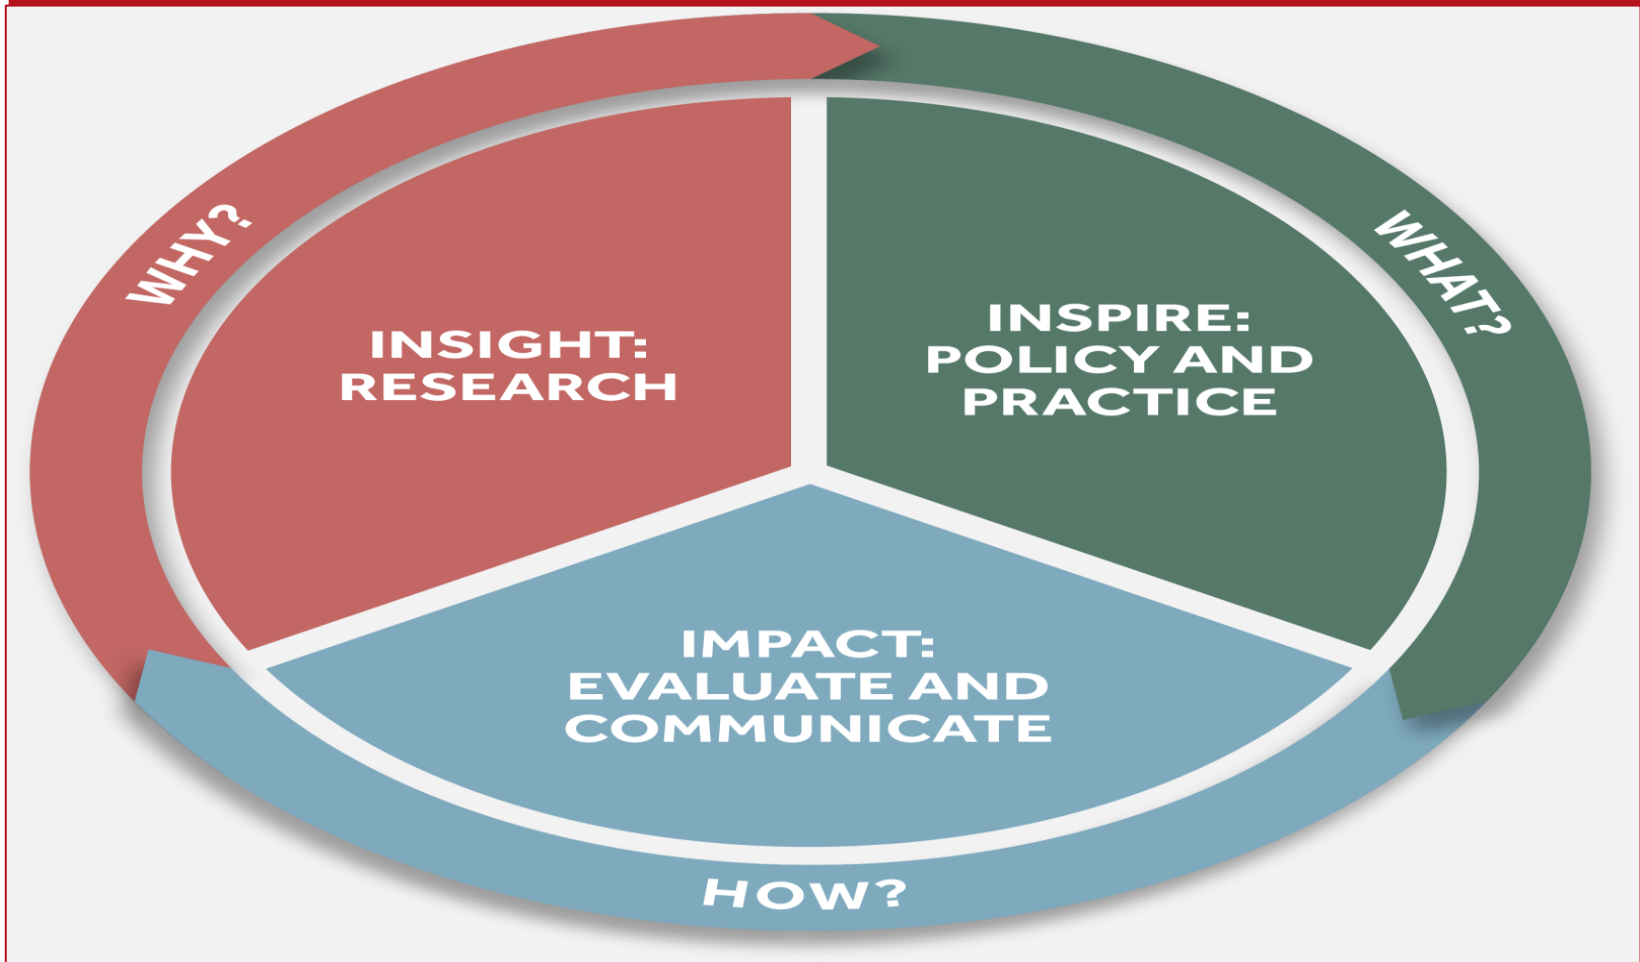 WHY?
INSIGHT:
RESEARCH
WHAT?
INSPIRE:
POLICY AND
PRACTICE
IMPACT:
EVALUATE AND
COMMUNICATE
HOW?